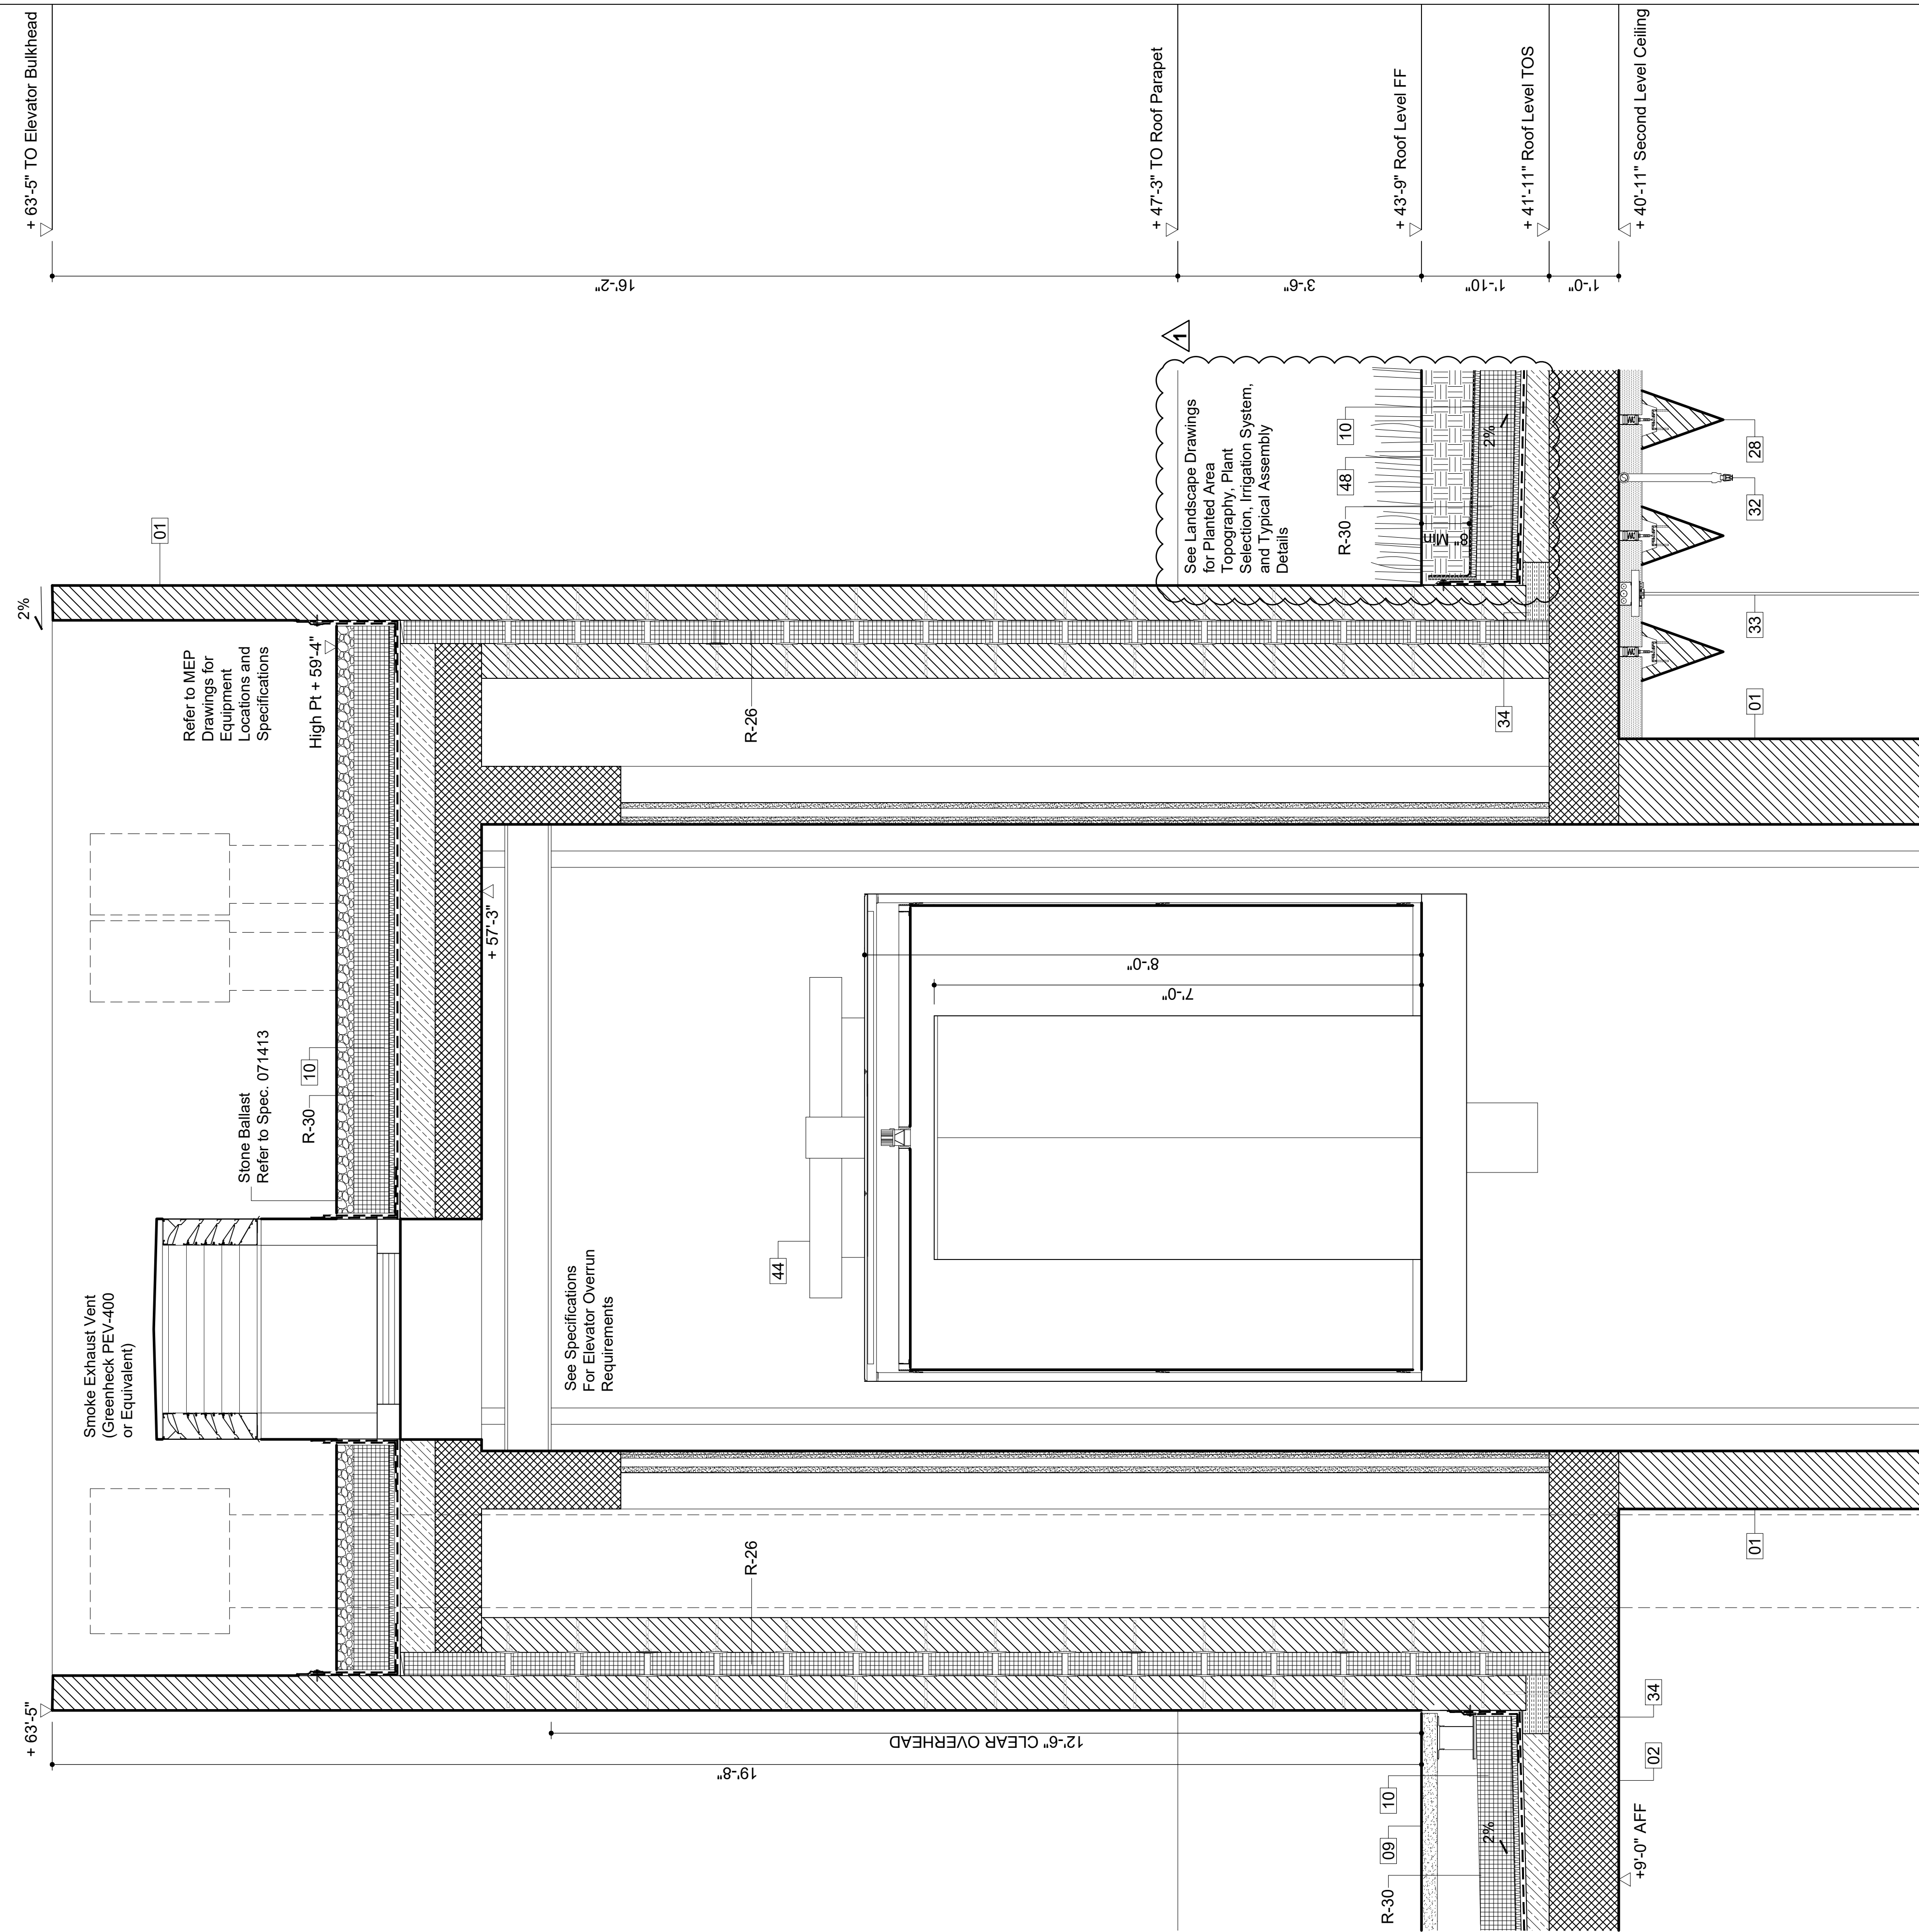 + 63'-5" TO Elevator Bulkhead
+ 47'-3" TO Roof Parapet
+ 43'-9" Roof Level FF
+ 41'-11" Roof Level TOS
+ 40'-11" Second Level Ceiling
16'-2"
3'-6"
1'-10"
1'-0"
1
See Landscape Drawings
for Planted Area
Topography, Plant
Selection, Irrigation System,
and Typical Assembly
Details
R-30
48
10
2%
8" Min
28
32
33
01
01
2%
Refer to MEP
Drawings for
Equipment
Locations and
Specifications
High Pt + 59'-4"
R-26
34
+ 57'-3"
8'-0"
7'-0"
Stone Ballast
Refer to Spec. 071413
R-30
10
44
See Specifications
For Elevator Overrun
Requirements
Smoke Exhaust Vent
(Greenheck PEV-400
or Equivalent)
R-26
01
+ 63'-5"
12'-6" CLEAR OVERHEAD
19'-8"
R-30
09
10
2%
34
02
+9'-0" AFF